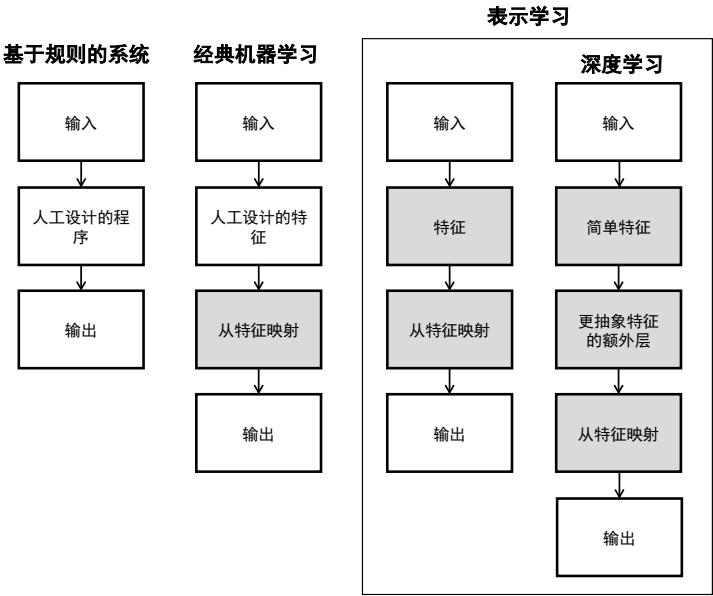 表示学习
基于规则的系统
经典机器学习
深度学习
输入
人工设计的程
序
输出
输入
人工设计的特
征
从特征映射
输出
输入
特征
从特征映射
输出
输入
简单特征
更抽象特征
的额外层
从特征映射
输出